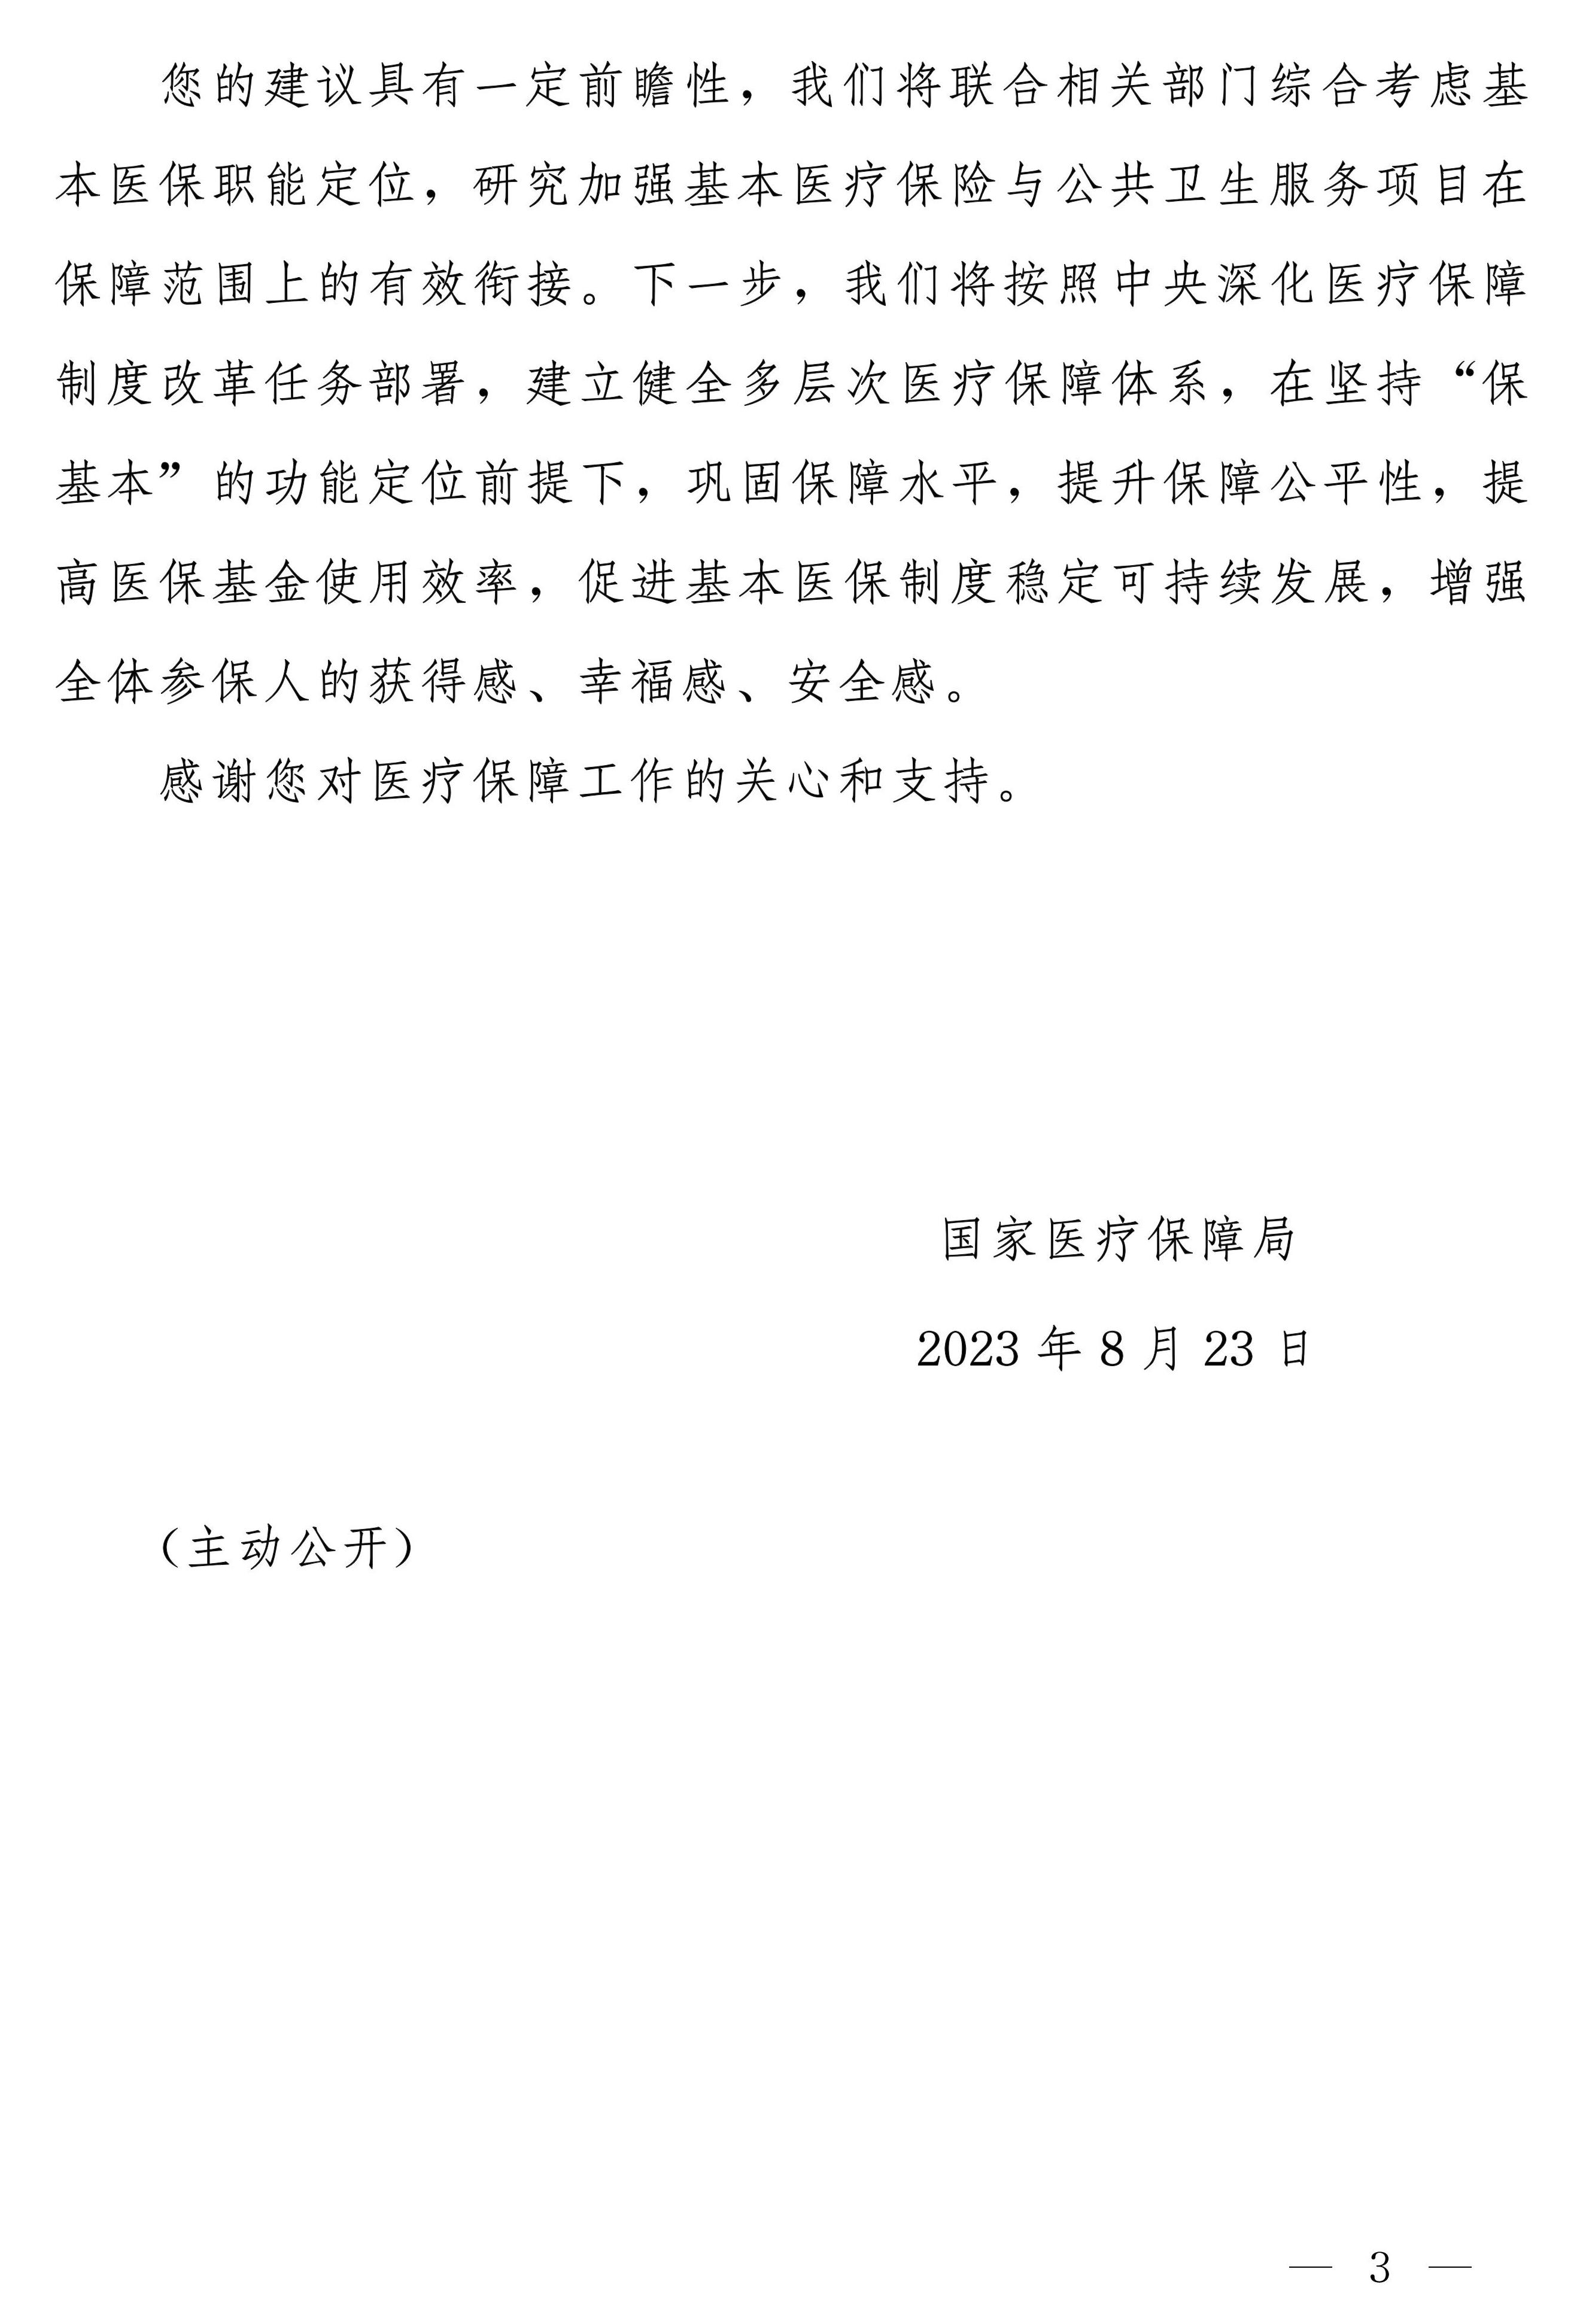 您的建议具有一定前瞻性，我们将联合相关部门综合考虑基
本医保职能定位，研究加强基本医疗保险与公共卫生服务项目在
保障范围上的有效衔接。下一步，我们将按照中央深化医疗保障
制度改革任务部署，建立健全多层次医疗保障体系，在坚持“保
基本”的功能定位前提下，巩固保障水平，提升保障公平性，提
高医保基金使用效率，促进基本医保制度稳定可持续发展，增强
全体参保人的获得感、幸福感、安全感。
感谢您对医疗保障工作的关心和支持。
国家医疗保障局
2023 年 8 月 23 日
（主动公开）
— 3 —